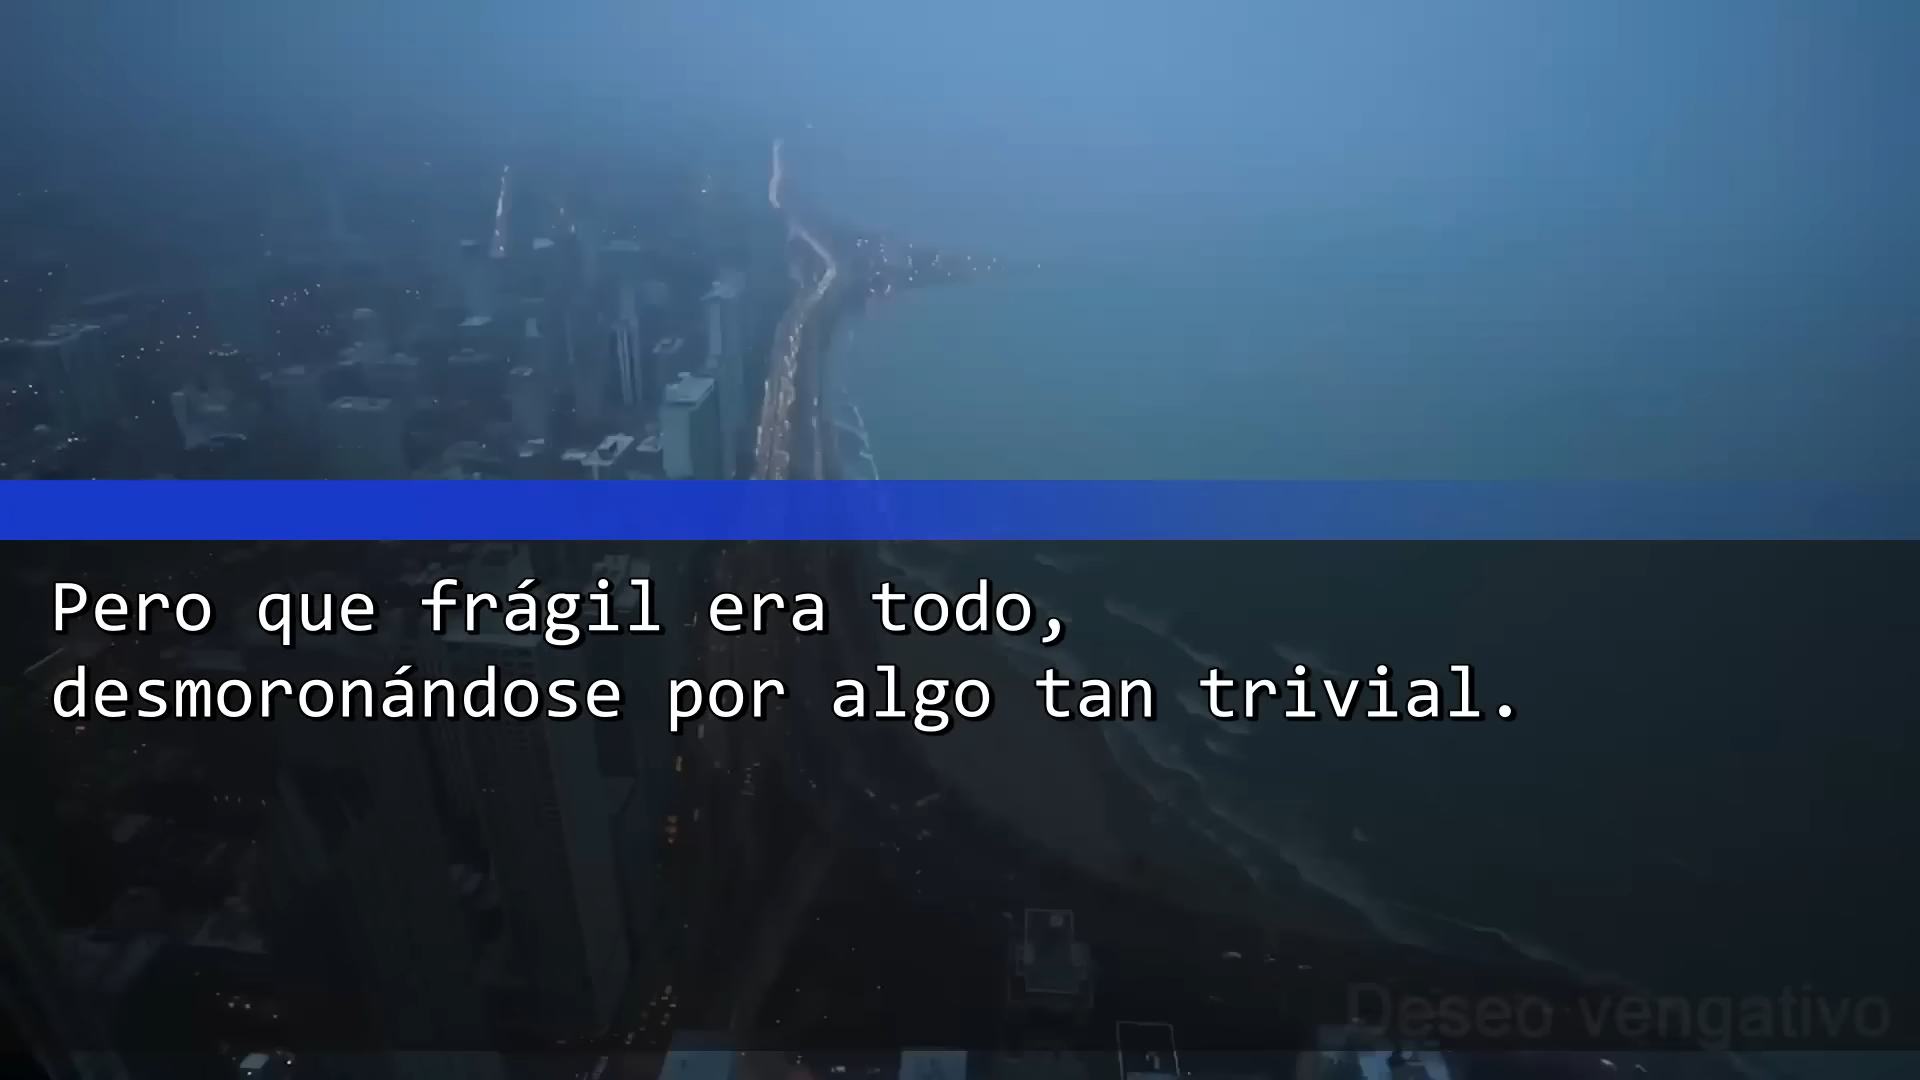 Pero que frágil era todo,
desmoronándose por algo tan trivial.
Deseo vengativo